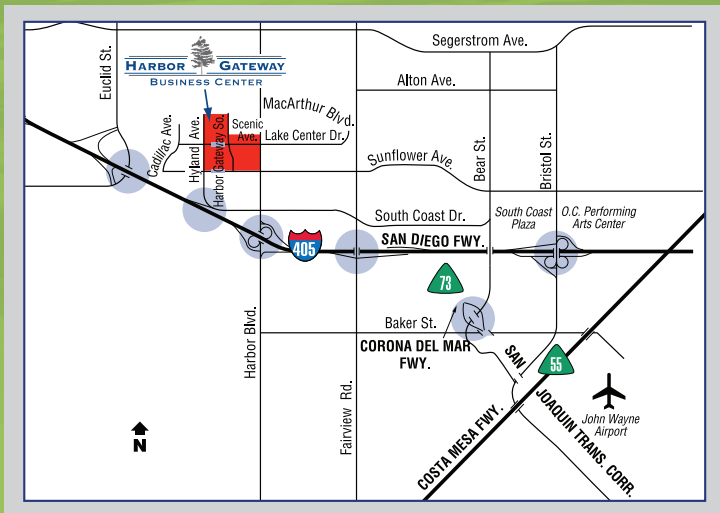 Segerstrom Ave.
Euclid St.
HARBOR GATEWAY
BUSINESS CENTER
Alton Ave.
MacArthur Blvd.
Cadillac Ave.
Hyland Ave.
Harbor Gateway So.
Scenic
Ave.
Lake Center Dr.
Sunflower Ave.
Bear St.
Bristol St.
South Coast Dr.
South Coast
Plaza
O.C. Performing
Arts Center
405
SAN DIEGO FWY.
73
Harbor Blvd.
Fairview Rd.
Baker St.
CORONA DEL MAR
FWY.
SAN
JOAQUIN TRANS. CORR.
55
COSTA MESA FWY.
John Wayne
Airport
N